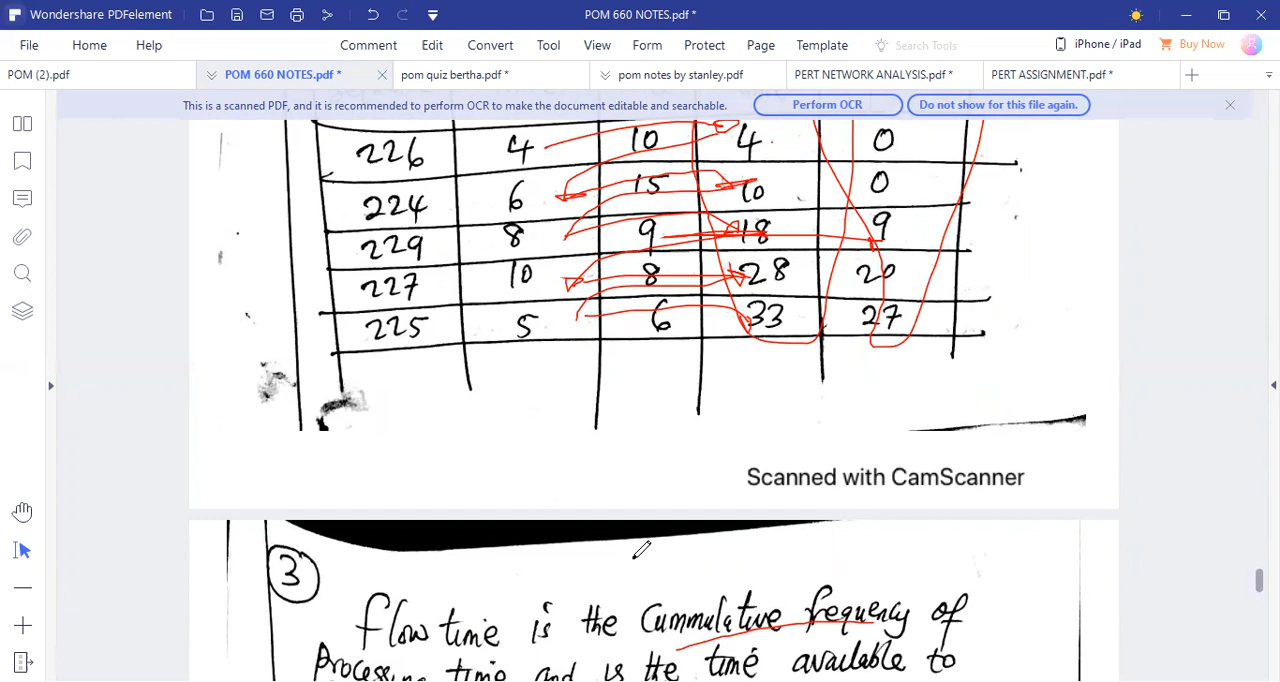 Wondershare PDFelement
POM 660 NOTES.pdf *
File Home Help Comment Edit Convert Tool View Form Protect Page Template Search Tools iPhone / iPad Buy Now
POM (2).pdf POM 660 NOTES.pdf * pom quiz bertha.pdf * pom notes by stanley.pdf PERT NETWORK ANALYSIS.pdf * PERT ASSIGNMENT.pdf *
This is a scanned PDF, and it is recommended to perform OCR to make the document editable and searchable. Perform OCR Do not show for this file again.
226 4 10 4 0
224 6 15 10 0
229 8 9 18 9
227 10 8 28 20
225 5 6 33 27
Scanned with CamScanner
3
Flow time is the Cummulative frequency of
Processing time and is the time available to